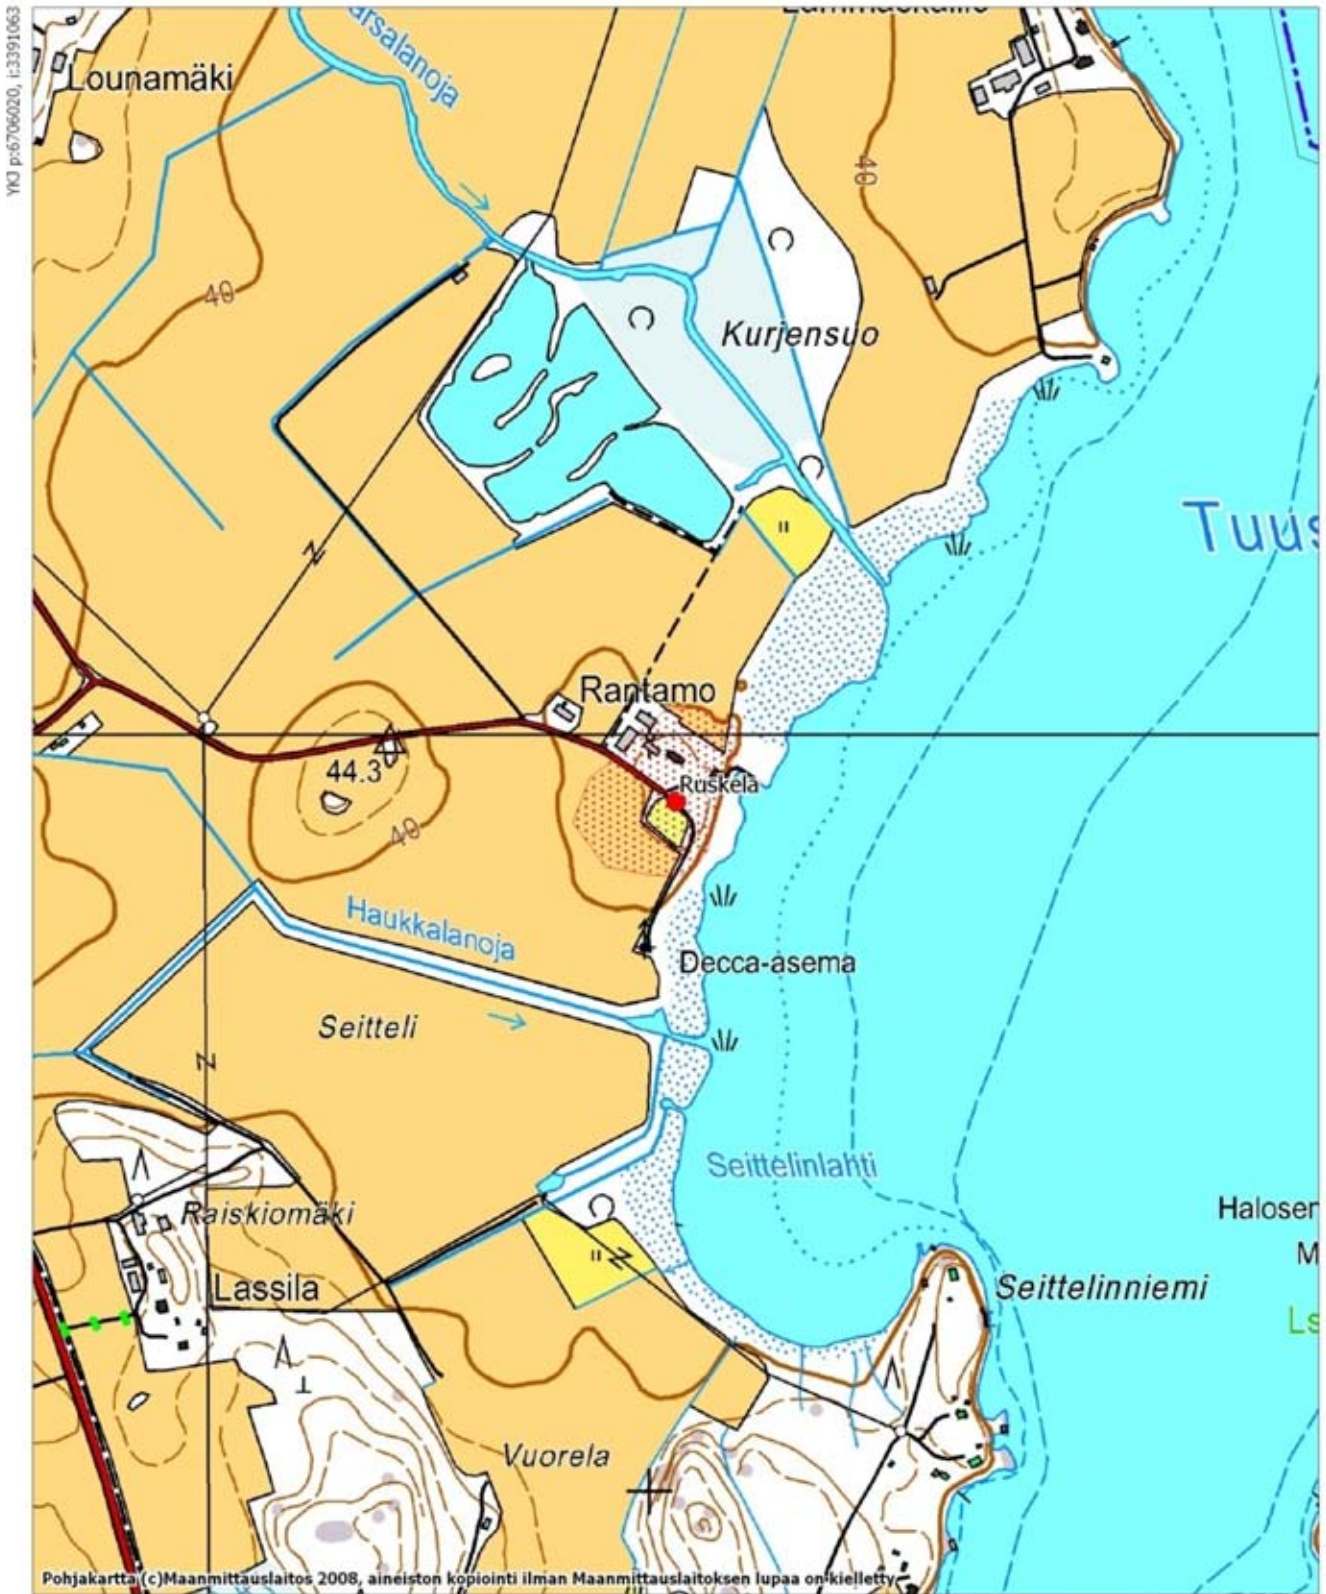 YKJ p:6706020, i:3391063
Lounamäki
arsalanoja
40
40
Kurjensuo
Tuus
Rantamo
44.3
Ruskela
40
Haukkalanoja
Decca-asema
Seitteli
Seittelinlahti
Raiskiomäki
Halosen
M
Lassila
Seittelinniemi
Ls
Vuorela
Pohjakartta (c)Maanmittauslaitos 2008, aineiston kopiointi ilman Maanmittauslaitoksen lupaa on kielletty